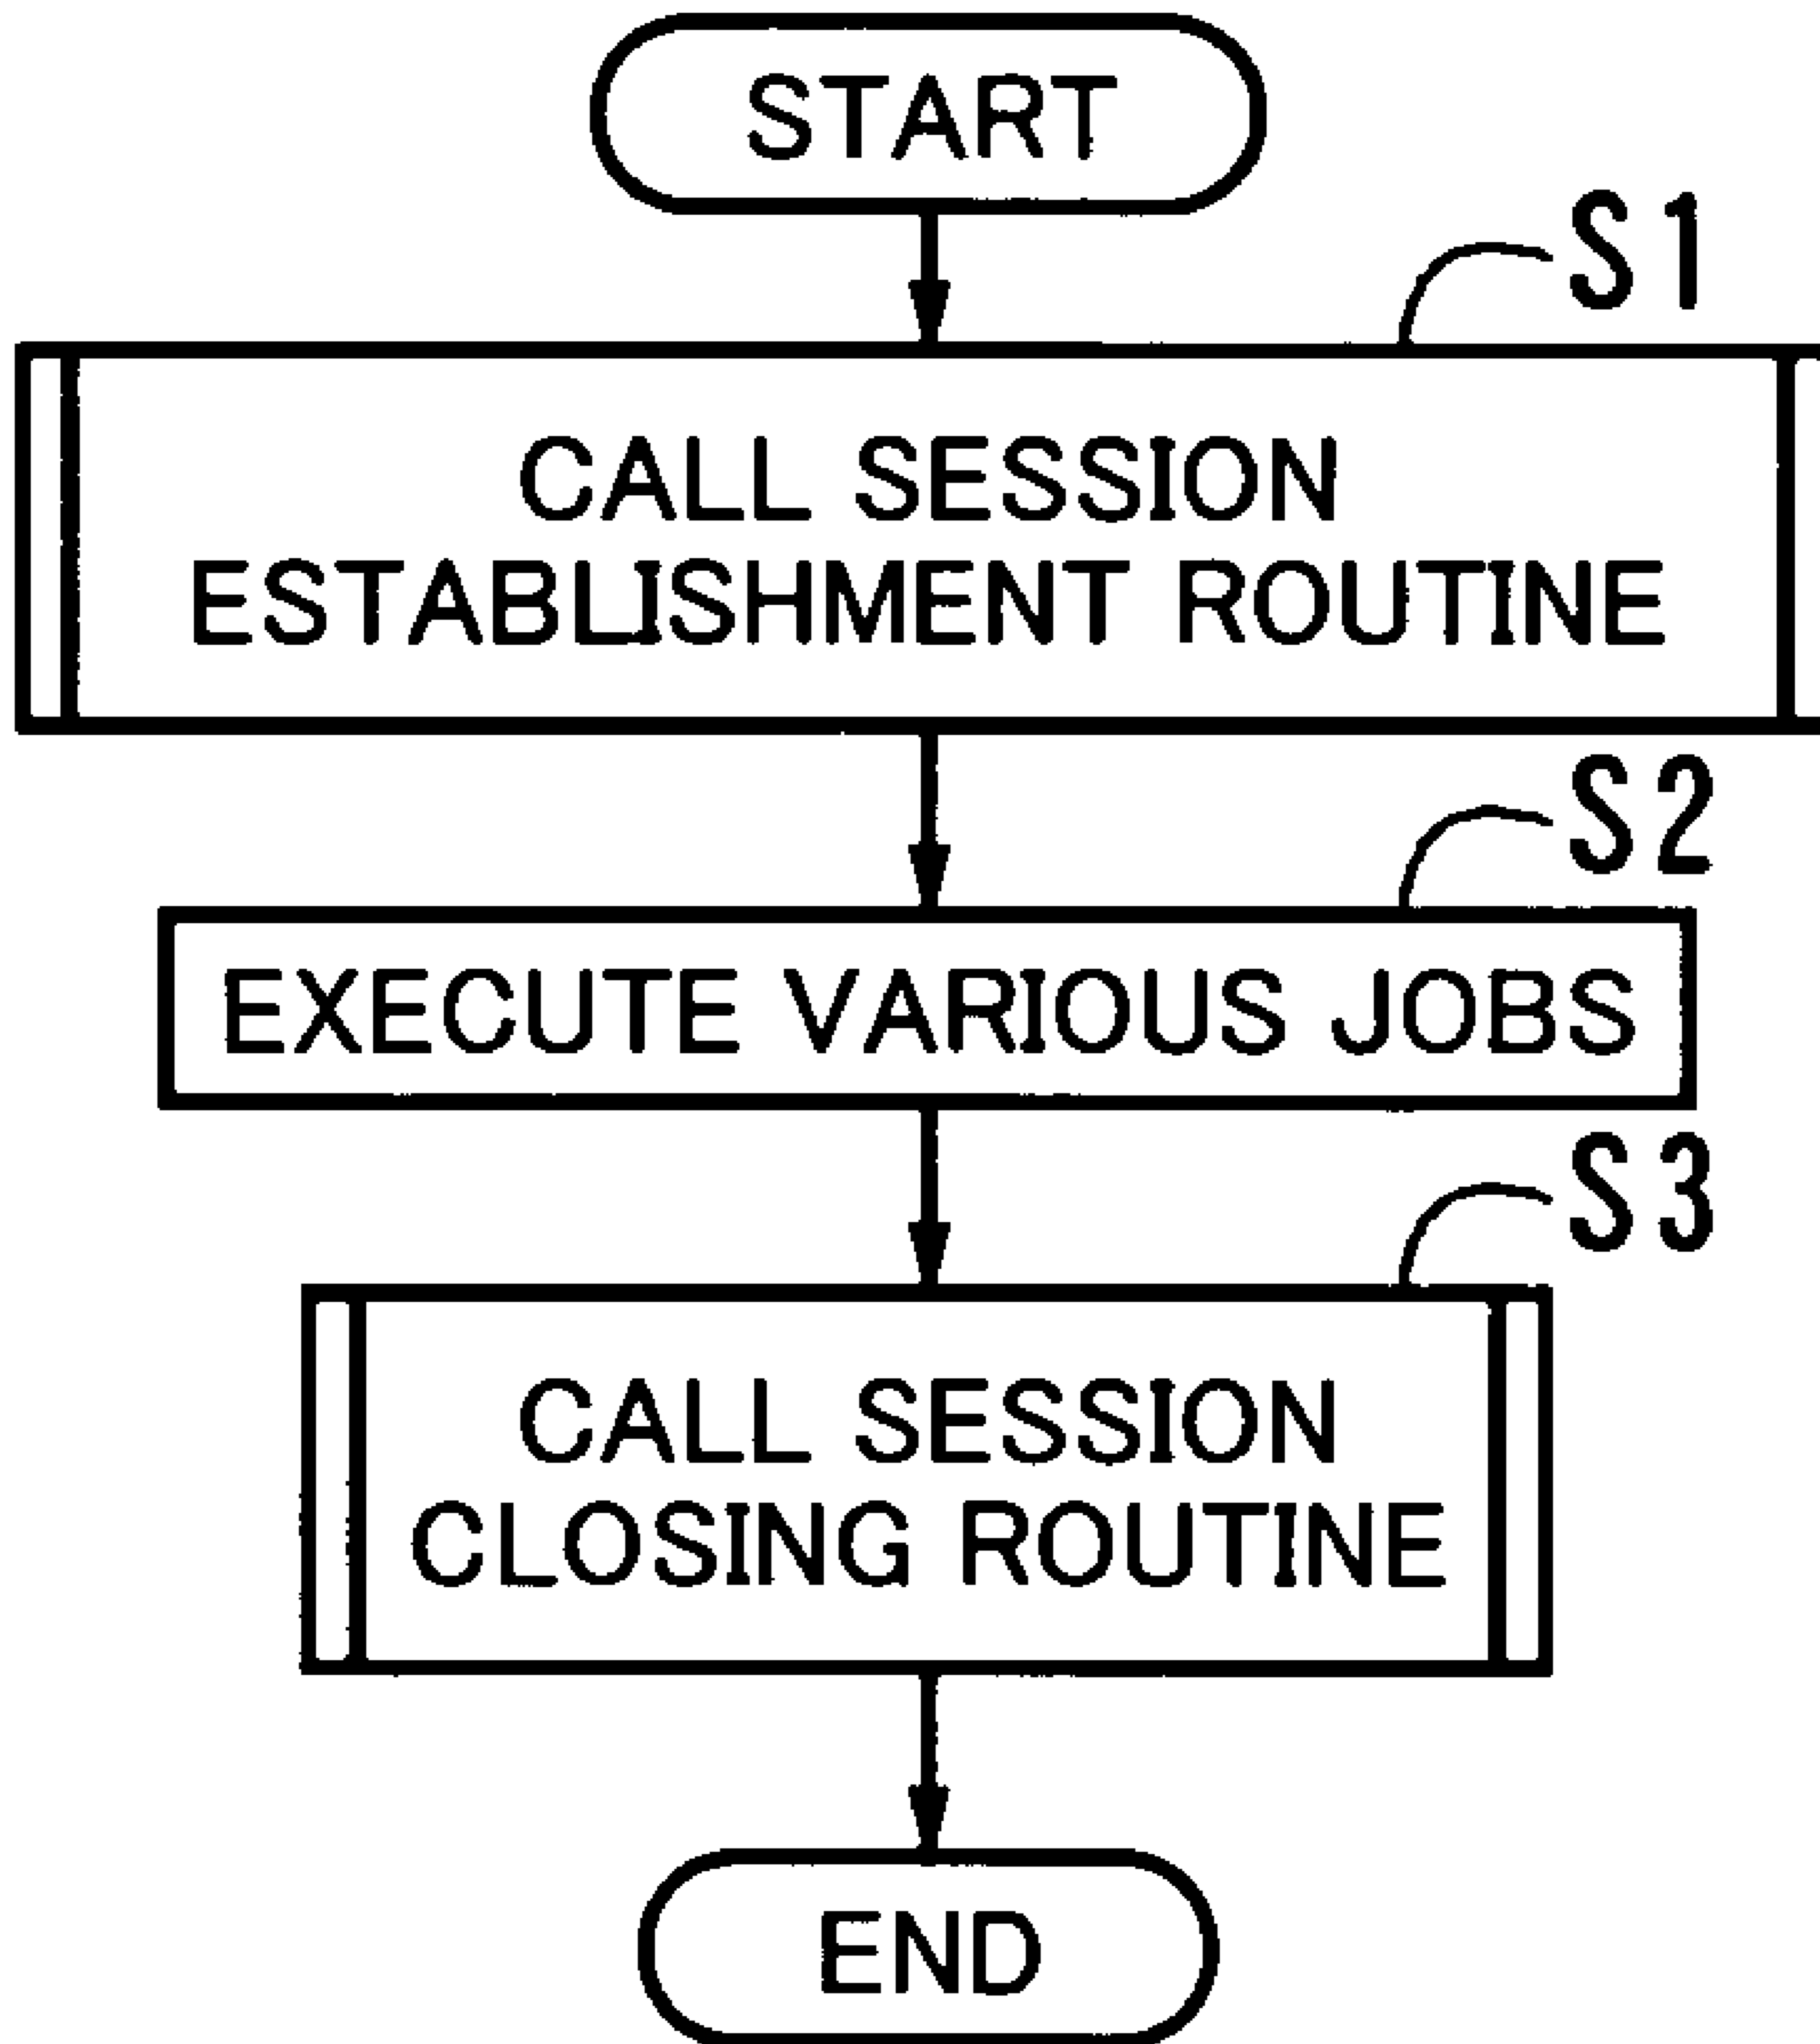 START
S1
CALL SESSION
ESTABLISHMENT ROUTINE
S2
EXECUTE VARIOUS JOBS
S3
CALL SESSION
CLOSING ROUTINE
END